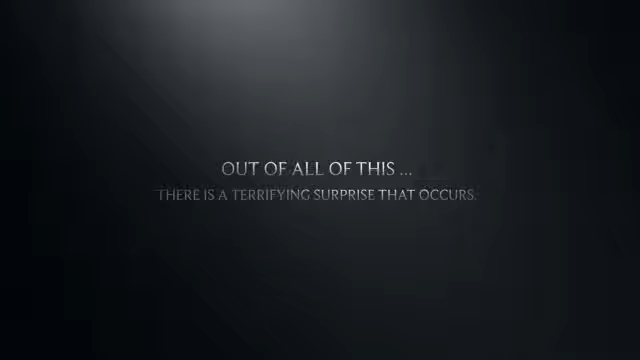 OUT OF ALL OF THIS ...
THERE IS A TERRIFYING SURPRISE THAT OCCURS.